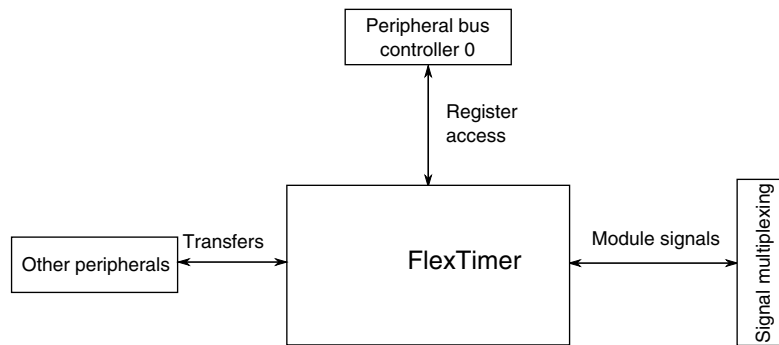 Peripheral bus
controller 0
Register
access
Transfers
Other peripherals
FlexTimer
Module signals
Signal multiplexing